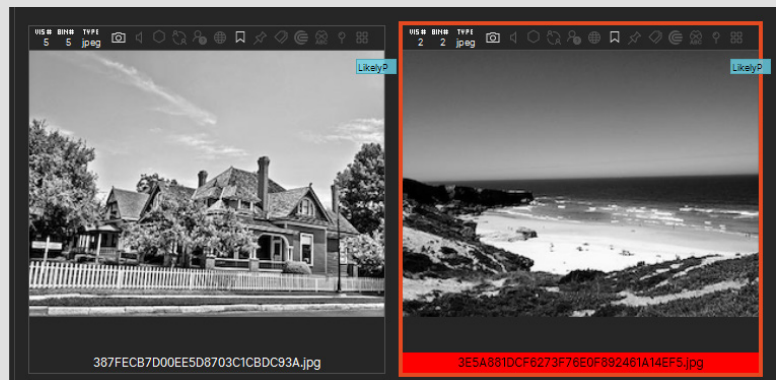 VIS# BIN# TYPE
5 5 jpeg
LikelyP
387FECB7D00EE5D8703C1CBDC93A.jpg
VIS# BIN# TYPE
2 2 jpeg
LikelyP
3E5A881DCF6273F76E0F892461A14EF5.jpg